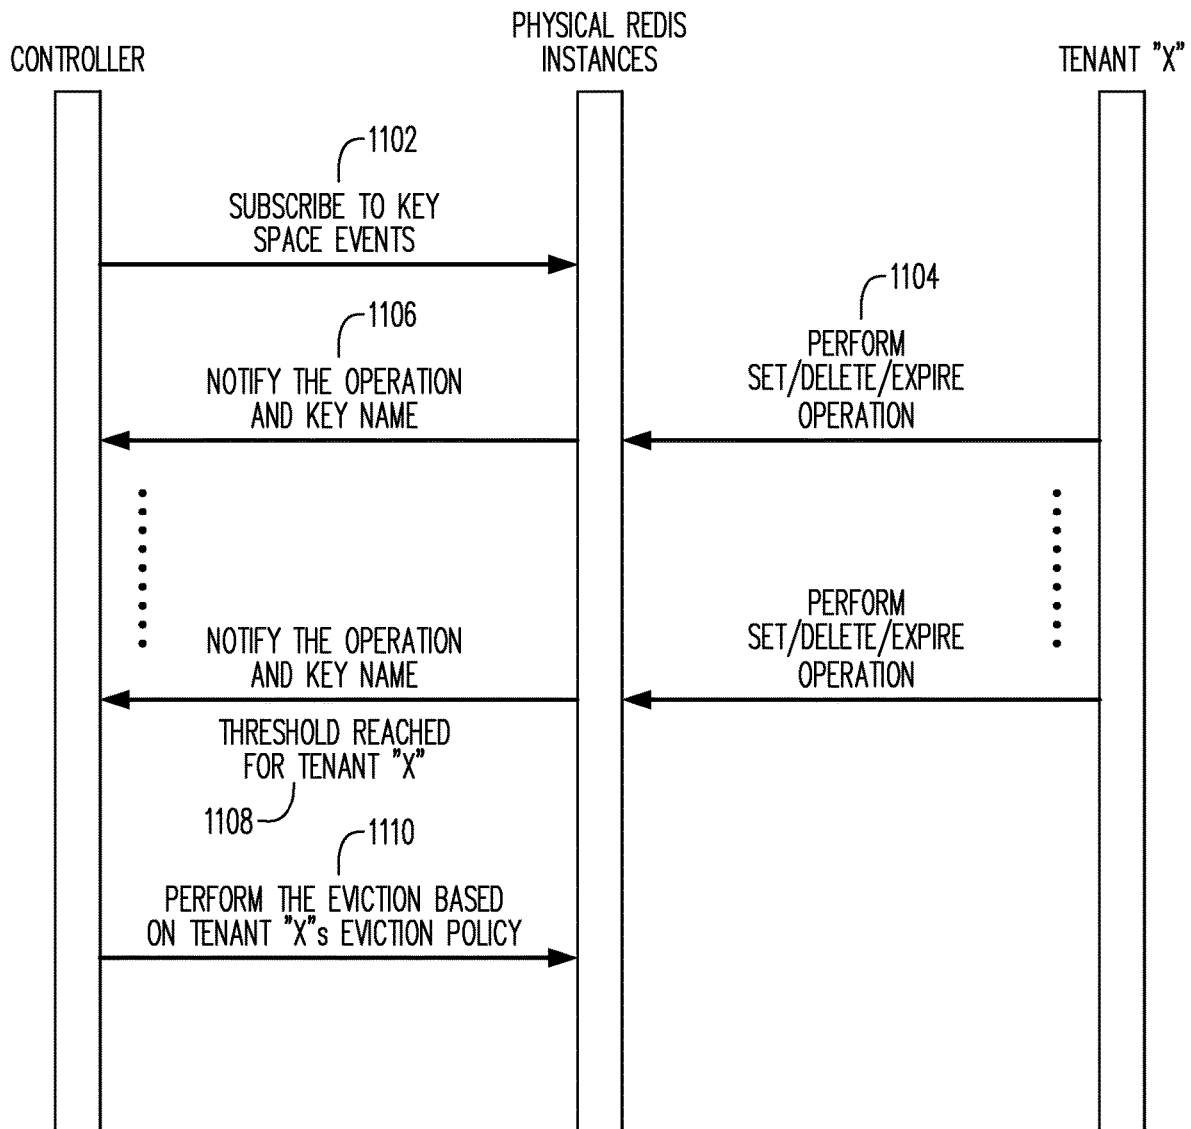 CONTROLLER
PHYSICAL REDIS
INSTANCES
TENANT "X"
1102
SUBSCRIBE TO KEY
SPACE EVENTS
1104
PERFORM
SET/DELETE/EXPIRE
OPERATION
1106
NOTIFY THE OPERATION
AND KEY NAME
PERFORM
SET/DELETE/EXPIRE
OPERATION
NOTIFY THE OPERATION
AND KEY NAME
THRESHOLD REACHED
FOR TENANT "X"
1108
1110
PERFORM THE EVICTION BASED
ON TENANT "X"s EVICTION POLICY